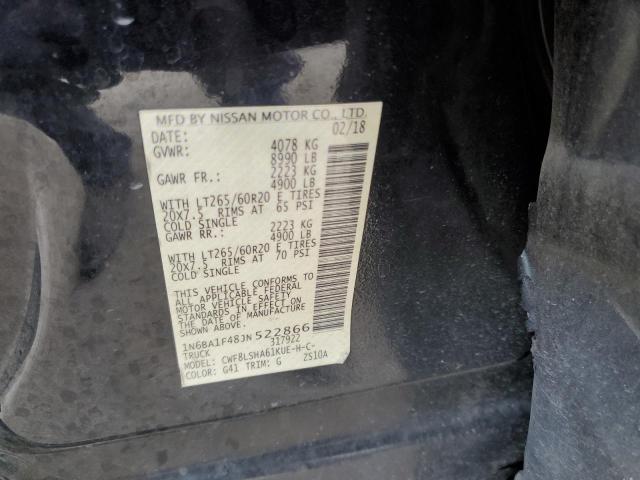 MFD BY NISSAN MOTOR CO., LTD.
DATE: 02/18
GVWR: 4078 KG
8990 LB
GAWR FR.: 2223 KG
4900 LB
WITH LT265/60R20 E TIRES
20X7.5 RIMS AT 65 PSI
COLD SINGLE
GAWR RR.: 2223 KG
4900 LB
WITH LT265/60R20 E TIRES
20X7.5 RIMS AT 70 PSI
COLD SINGLE
THIS VEHICLE CONFORMS TO
ALL APPLICABLE FEDERAL
MOTOR VEHICLE SAFETY
STANDARDS IN EFFECT ON
THE DATE OF MANUFACTURE
1N6BA1F48JN522866
TRUCK 317922
MODEL: CWF8LSHA61KUE-H-C-
COLOR: G41 TRIM: G ZS10A